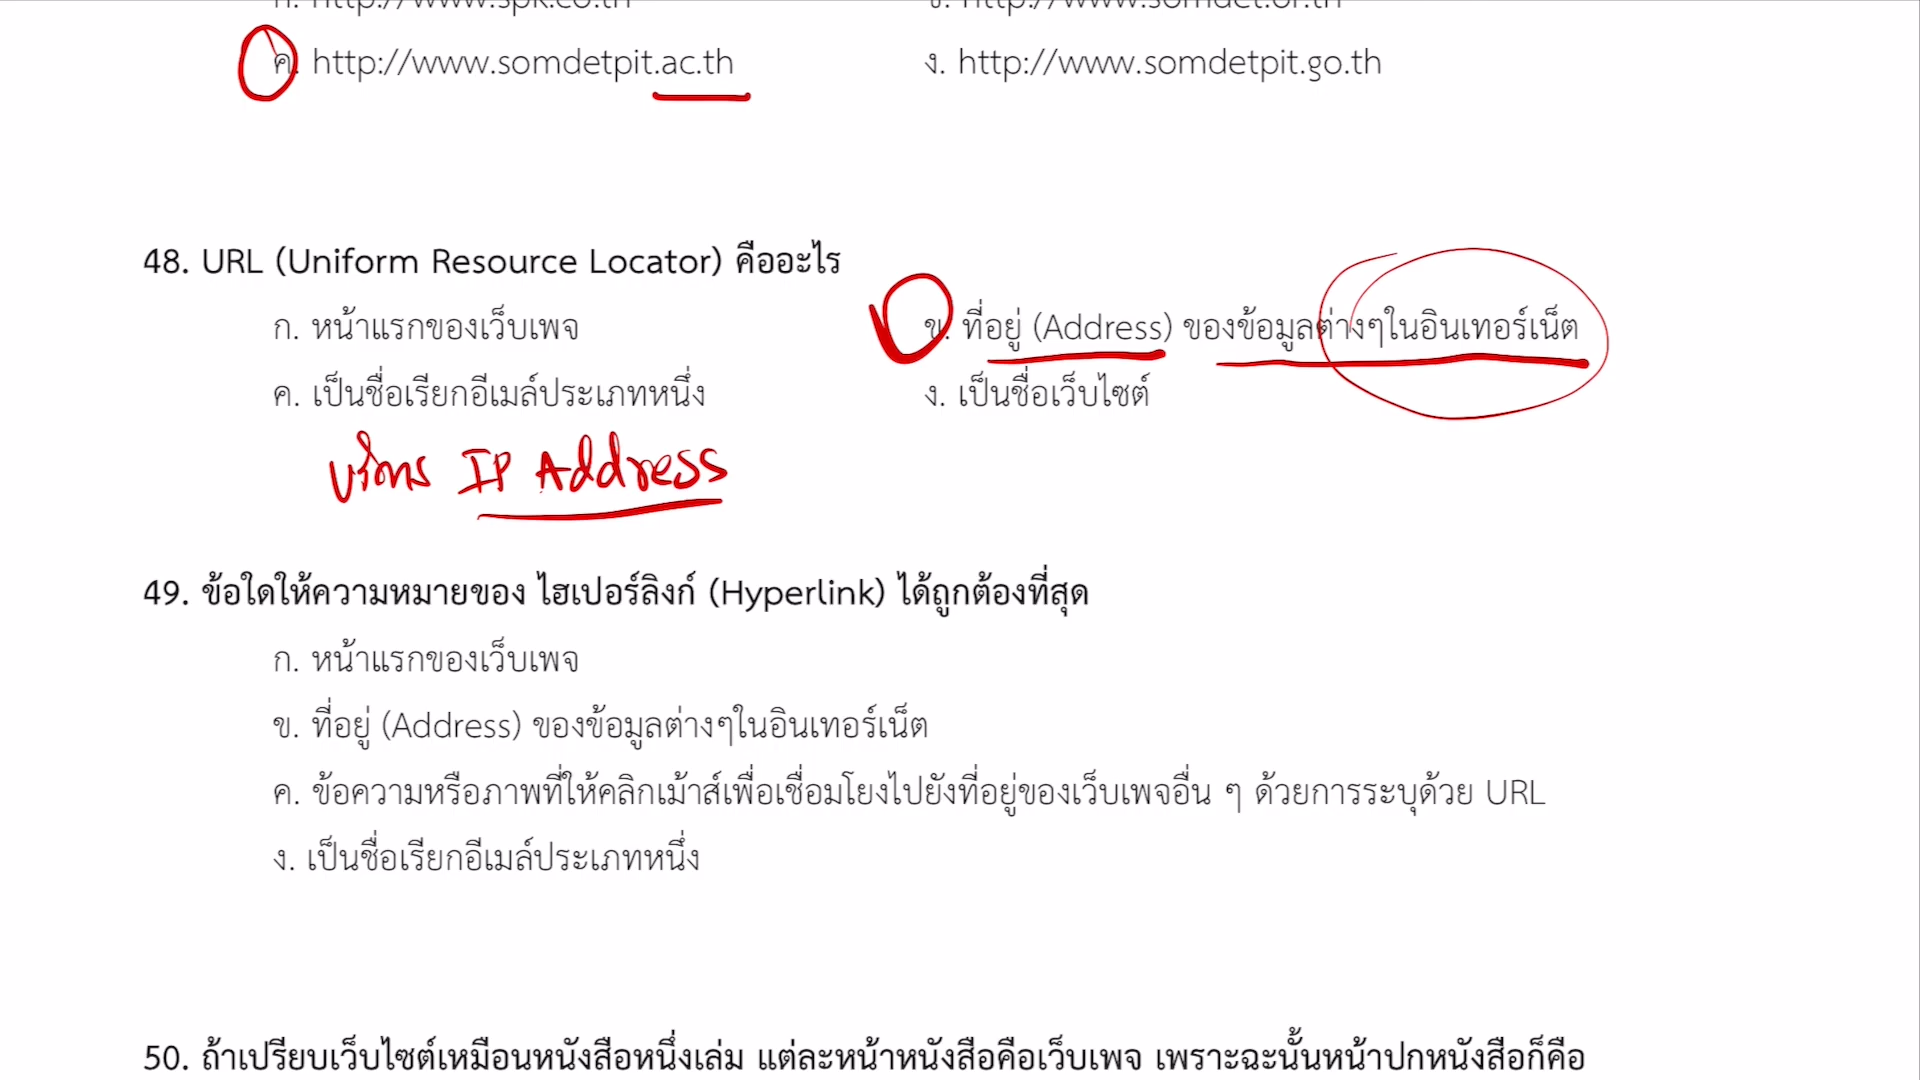 ก. http://www.spk.co.th ข. http://www.somdet.or.th
ค. http://www.somdetpit.ac.th ง. http://www.somdetpit.go.th
48. URL (Uniform Resource Locator) คืออะไร
ก. หน้าแรกของเว็บเพจ ข. ที่อยู่ (Address) ของข้อมูลต่างๆในอินเทอร์เน็ต
ค. เป็นชื่อเรียกอีเมล์ประเภทหนึ่ง ง. เป็นชื่อเว็บไซต์
IP Address
49. ข้อใดให้ความหมายของ ไฮเปอร์ลิงก์ (Hyperlink) ได้ถูกต้องที่สุด
ก. หน้าแรกของเว็บเพจ
ข. ที่อยู่ (Address) ของข้อมูลต่างๆในอินเทอร์เน็ต
ค. ข้อความหรือภาพที่ให้คลิกเม้าส์เพื่อเชื่อมโยงไปยังที่อยู่ของเว็บเพจอื่น ๆ ด้วยการระบุด้วย URL
ง. เป็นชื่อเรียกอีเมล์ประเภทหนึ่ง
50. ถ้าเปรียบเว็บไซต์เหมือนหนังสือหนึ่งเล่ม แต่ละหน้าหนังสือคือเว็บเพจ เพราะฉะนั้นหน้าปกหนังสือก็คือ